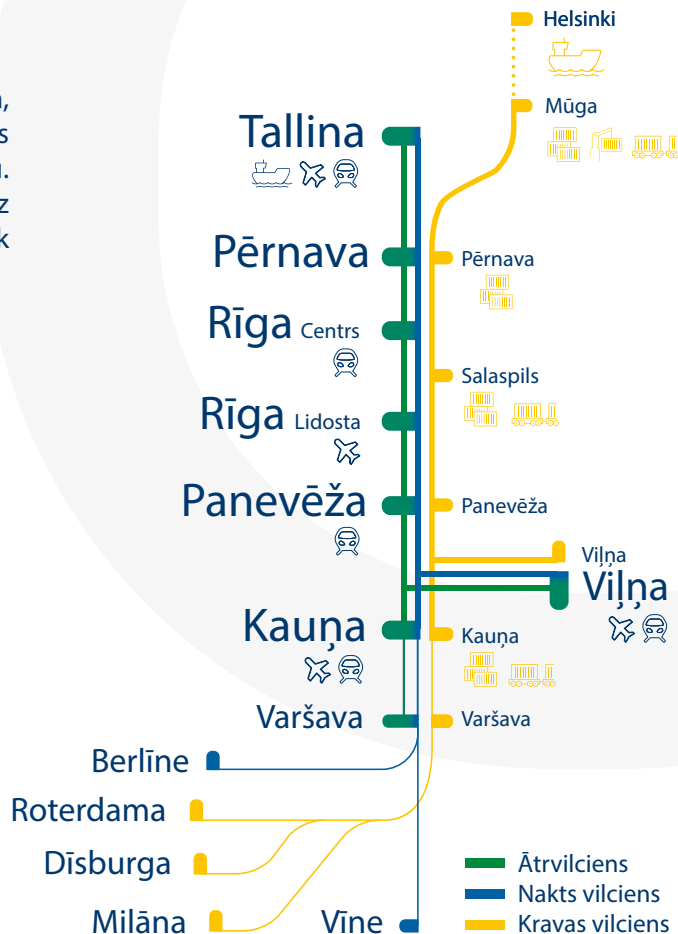 Helsinki
,
s
.
z
k
Mūga
Tallina
Pērnava
Pērnava
Rīga Centrs
Salaspils
Rīga Lidosta
Panevēža
Panevēža
Viļņa
Viļņa
Kauņa
Kauņa
Varšava
Varšava
Berlīne
Roterdama
Dīsburga
Milāna
Vīne
Ātrvilciens
Nakts vilciens
Kravas vilciens